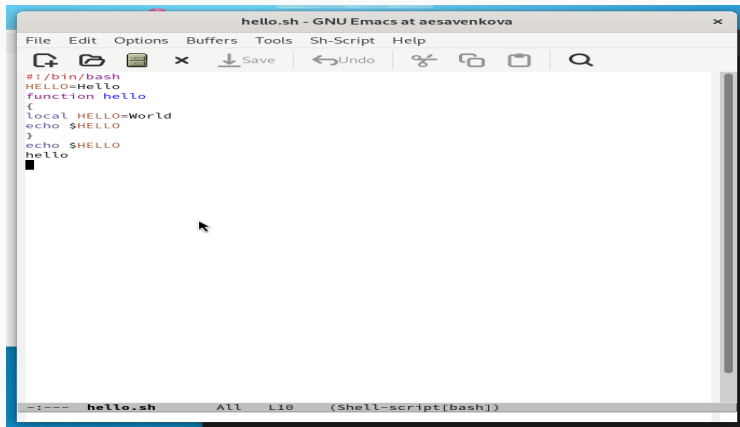 hello.sh - GNU Emacs at aesavenkova
File Edit Options Buffers Tools Sh-Script Help
Save Undo
#!/bin/bash
HELLO=Hello
function hello
{
local HELLO=World
echo $HELLO
}
echo $HELLO
hello
-:--- hello.sh All L10 (Shell-script[bash])